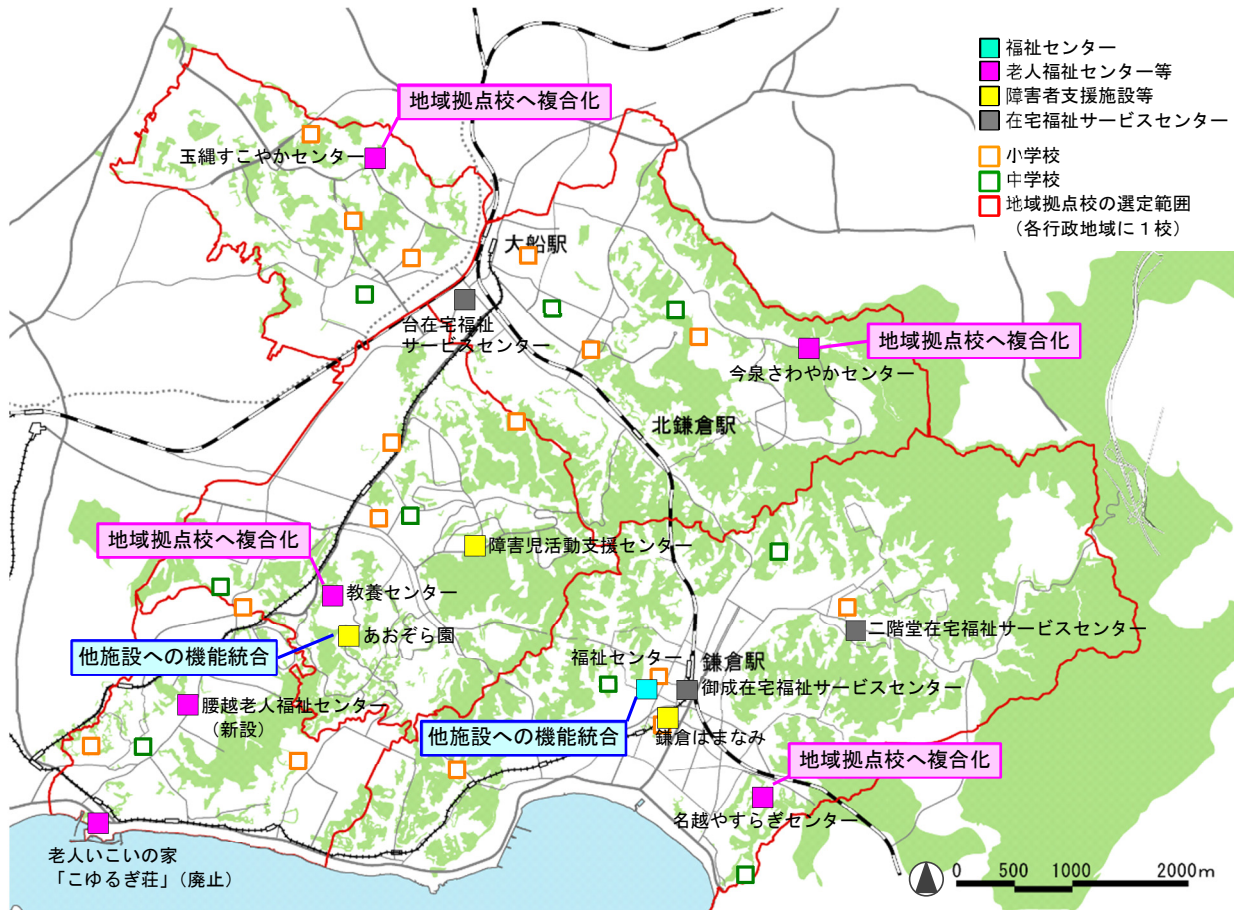 福祉センター
老人福祉センター等
障害者支援施設等
在宅福祉サービスセンター
小学校
中学校
地域拠点校の選定範囲
（各行政地域に１校）
地域拠点校へ複合化
玉縄すこやかセンター
大船駅
台在宅福祉
サービスセンター
地域拠点校へ複合化
今泉さわやかセンター
北鎌倉駅
地域拠点校へ複合化
障害児活動支援センター
教養センター
あおぞら園
他施設への機能統合
二階堂在宅福祉サービスセンター
福祉センター
鎌倉駅
御成在宅福祉サービスセンター
腰越老人福祉センター
（新設）
他施設への機能統合
鎌倉はまなみ
地域拠点校へ複合化
名越やすらぎセンター
老人いこいの家
「こゆるぎ荘」（廃止）
0 500 1000 2000m